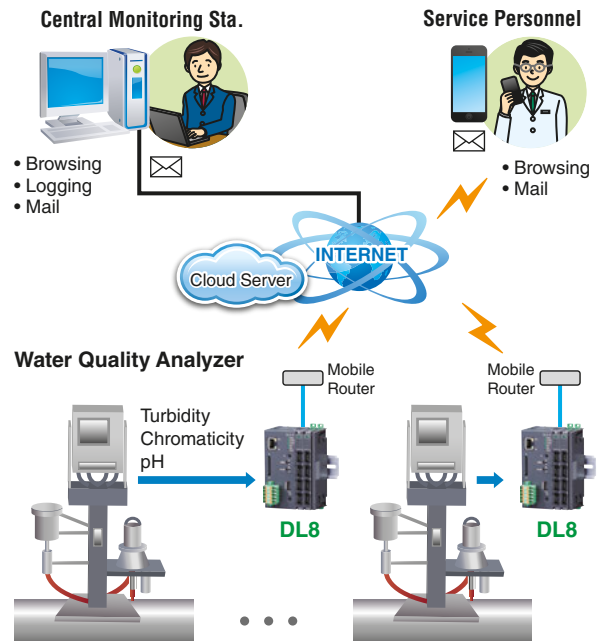 Central Monitoring Sta.
Service Personnel
• Browsing
• Logging
• Mail
• Browsing
• Mail
INTERNET
Cloud Server
Water Quality Analyzer
Mobile
Router
Mobile
Router
Turbidity
Chromaticity
pH
DL8
DL8